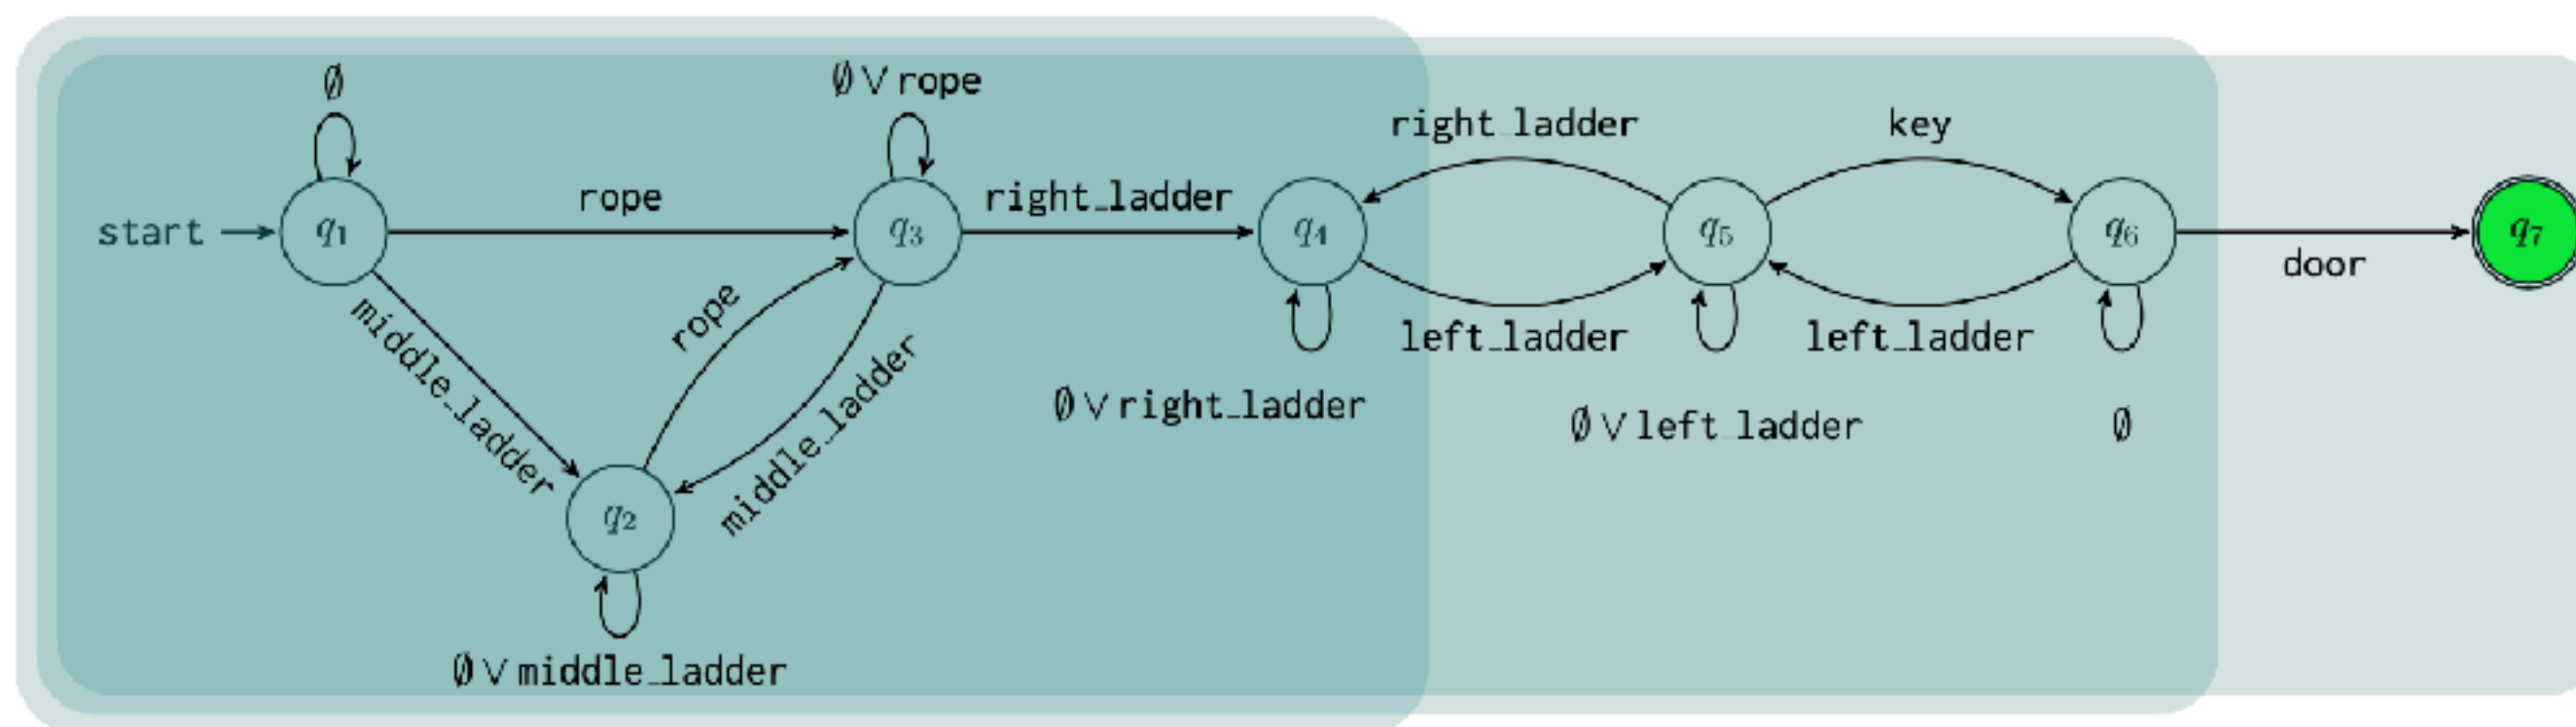 ∅
∅ ∨ rope
right_ladder
key
rope
right_ladder
start
q1
q3
q4
q5
q6
q7
door
middle_ladder
rope
middle_ladder
left_ladder
left_ladder
∅ ∨ right_ladder
∅ ∨ left_ladder
∅
q2
∅ ∨ middle_ladder